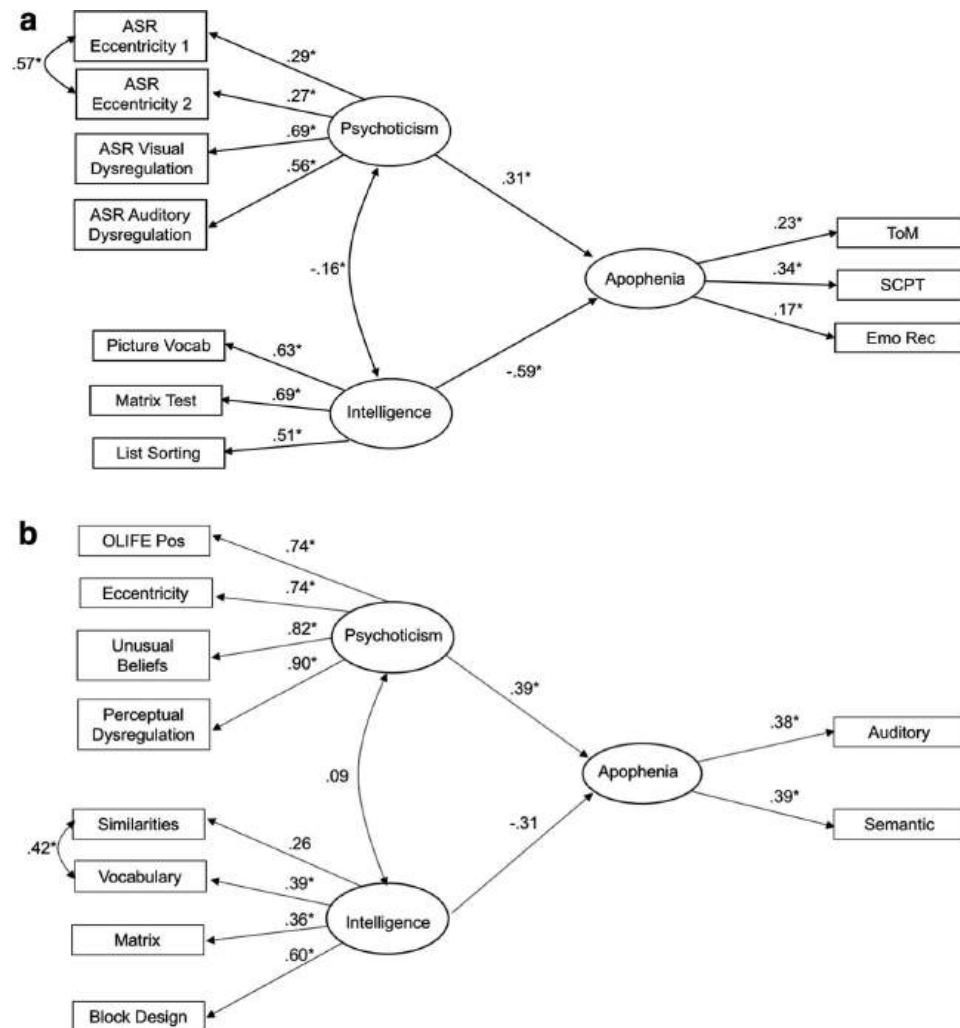 a
ASR
Eccentricity 1
.57*
ASR
Eccentricity 2
ASR Visual
Dysregulation
ASR Auditory
Dysregulation
.29*
.27*
.69*
.56*
Psychoticism
.31*
-.16*
Apophenia
.23*
ToM
.34*
SCPT
.17*
Emo Rec
Picture Vocab
.63*
Matrix Test
.69*
List Sorting
.51*
Intelligence
-.59*
b
OLIFE Pos
.74*
Eccentricity
.74*
Unusual
Beliefs
.82*
Perceptual
Dysregulation
.90*
Psychoticism
.39*
.09
Apophenia
.38*
Auditory
.39*
Semantic
Similarities
.26
.42*
Vocabulary
.39*
Matrix
.36*
Block Design
.60*
Intelligence
-.31